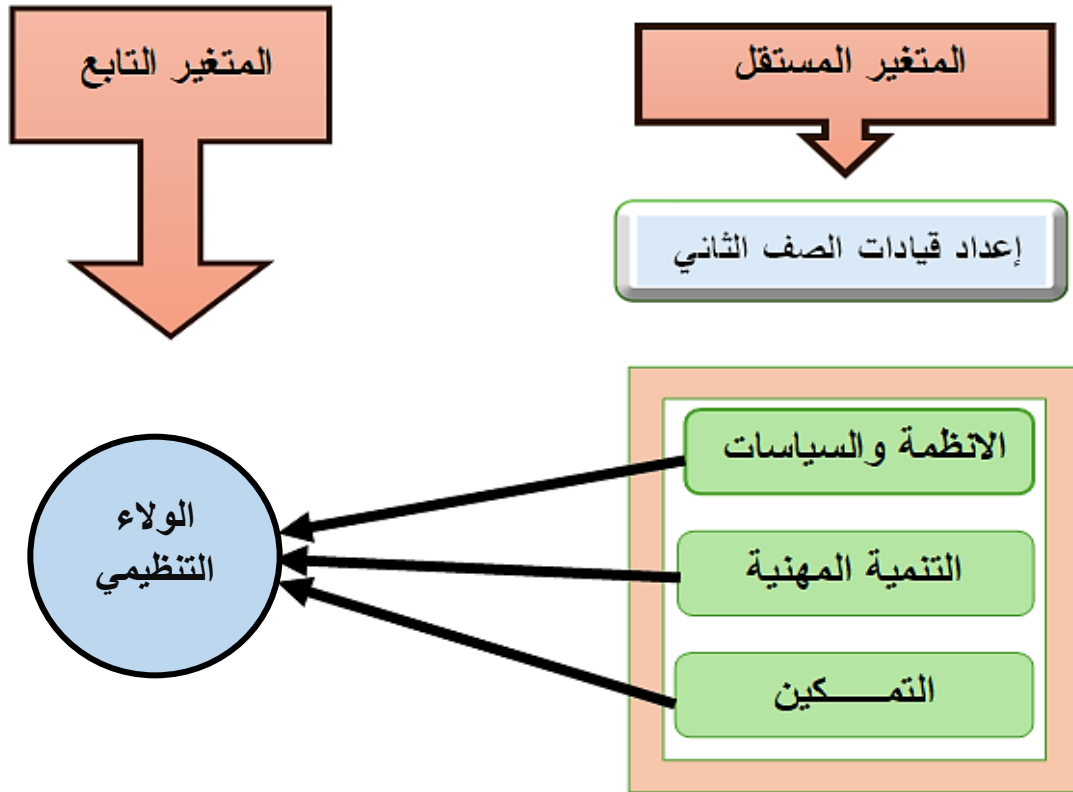 المتغير المستقل
المتغير التابع
إعداد قيادات الصف الثاني
الانظمة والسياسات
التنمية المهنية
التمـــــكين
الولاء
التنظيمي